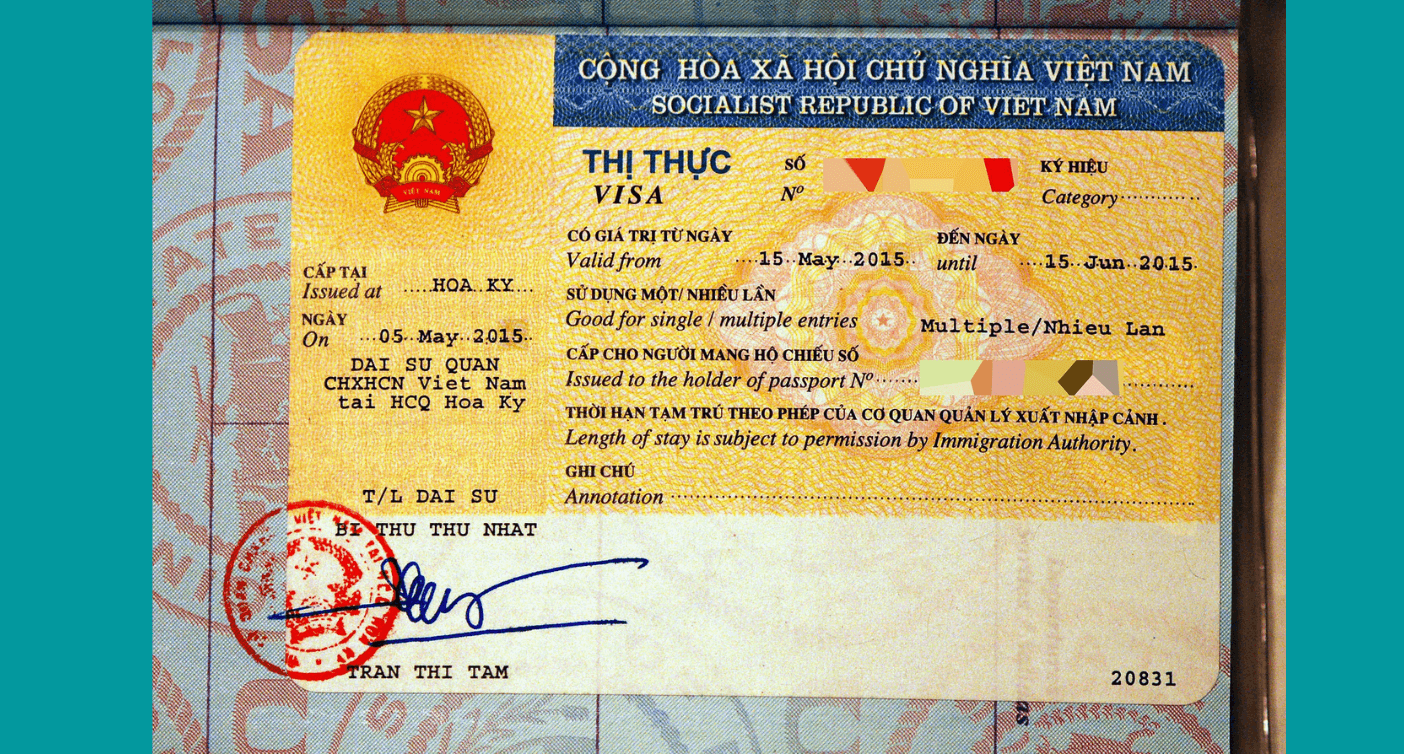 VIỆT NAM
CỘNG HÒA XÃ HỘI CHỦ NGHĨA VIỆT NAM
SOCIALIST REPUBLIC OF VIET NAM
THỊ THỰC
VISA
SỐ
Nº
KÝ HIỆU
Category
CÓ GIÁ TRỊ TỪ NGÀY
Valid from 15 May 2015
ĐẾN NGÀY
until 15 Jun 2015
CẤP TẠI
Issued at HOA KY
NGÀY
On 05 May 2015
DAI SU QUAN
CHXHCN Viet Nam
tai HCQ Hoa Ky
SỬ DỤNG MỘT/ NHIỀU LẦN
Good for single / multiple entries Multiple/Nhieu Lan
CẤP CHO NGƯỜI MANG HỘ CHIẾU SỐ
Issued to the holder of passport Nº
THỜI HẠN TẠM TRÚ THEO PHÉP CỦA CƠ QUAN QUẢN LÝ XUẤT NHẬP CẢNH.
Length of stay is subject to permission by Immigration Authority.
GHI CHÚ
Annotation
T/L DAI SU
BI THU THU NHAT
TRAN THI TAM
20831